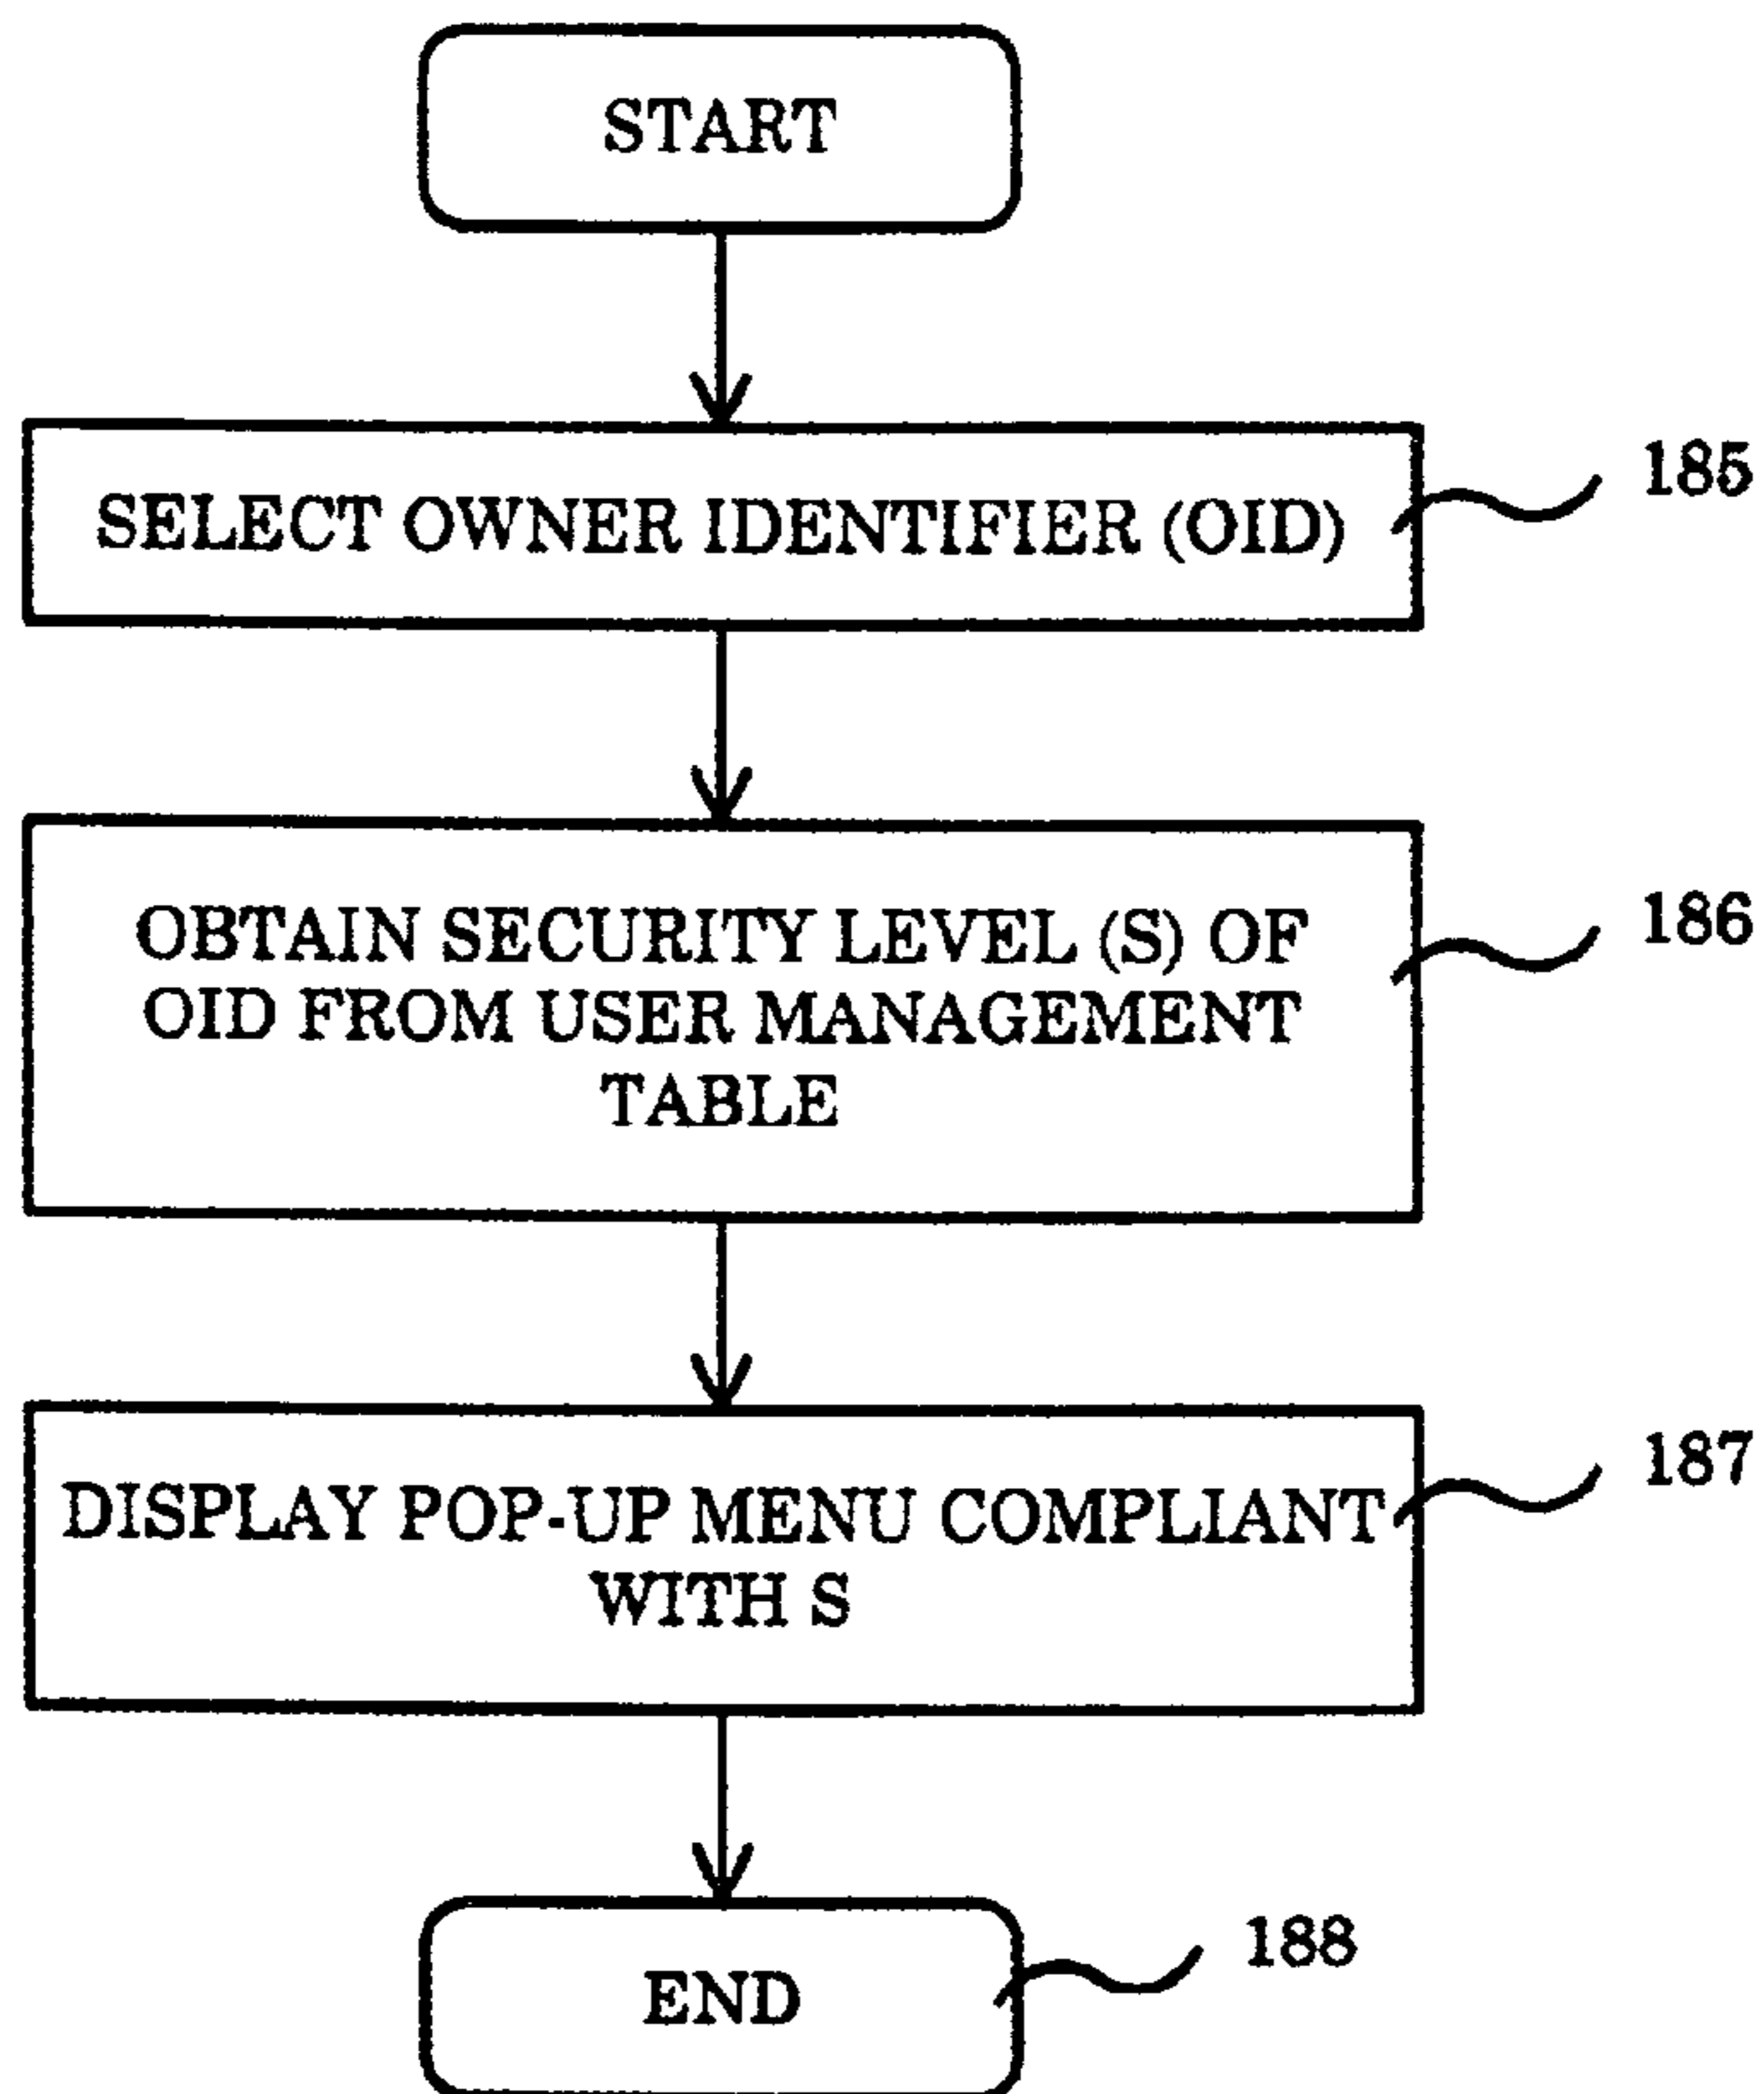 START
SELECT OWNER IDENTIFIER (OID)
185
OBTAIN SECURITY LEVEL (S) OF
OID FROM USER MANAGEMENT
TABLE
186
DISPLAY POP-UP MENU COMPLIANT
WITH S
187
END
188